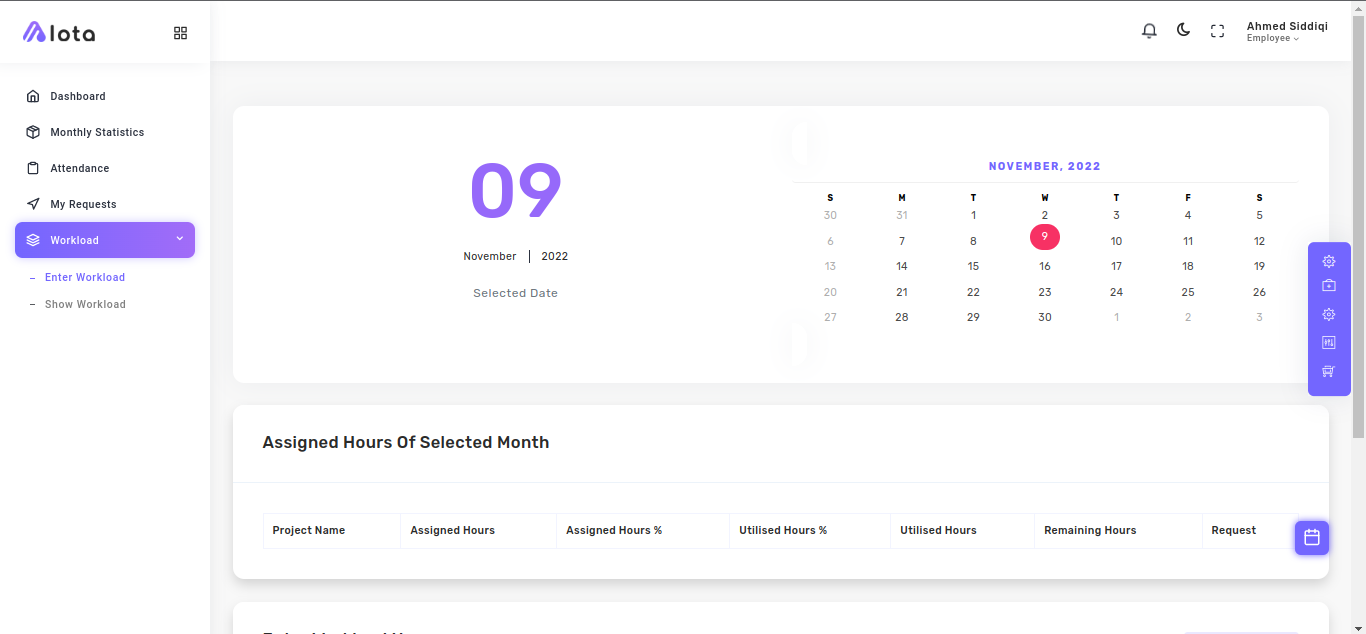 Alota
Ahmed Siddiqi
Employee
Dashboard
Monthly Statistics
Attendance
My Requests
Workload
– Enter Workload
– Show Workload
09
November | 2022
Selected Date
NOVEMBER, 2022
S M T W T F S
30 31 1 2 3 4 5
6 7 8 9 10 11 12
13 14 15 16 17 18 19
20 21 22 23 24 25 26
27 28 29 30 1 2 3
Assigned Hours Of Selected Month
Project Name Assigned Hours Assigned Hours % Utilised Hours % Utilised Hours Remaining Hours Request